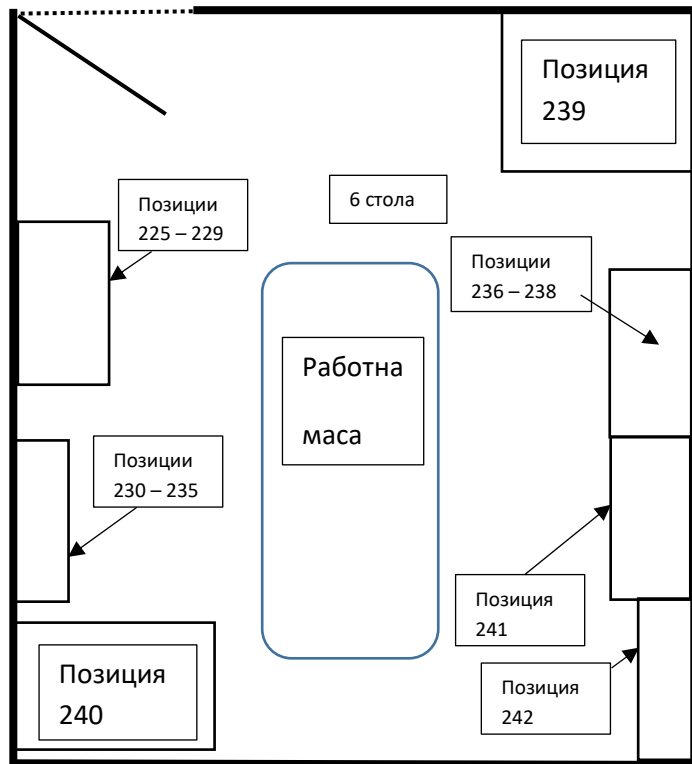 Позиция
239
6 стола
Позиции
225 – 229
Позиции
236 – 238
Работна
маса
Позиции
230 – 235
Позиция
241
Позиция
240
Позиция
242